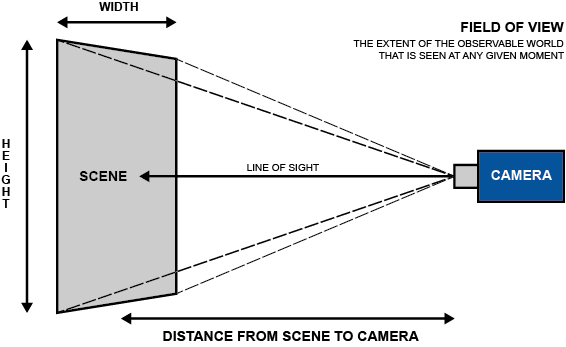 WIDTH
FIELD OF VIEW
THE EXTENT OF THE OBSERVABLE WORLD
THAT IS SEEN AT ANY GIVEN MOMENT
HEIGHT
SCENE
LINE OF SIGHT
CAMERA
DISTANCE FROM SCENE TO CAMERA